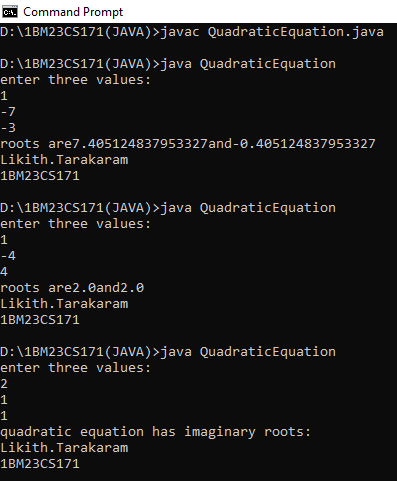 Command Prompt
D:\1BM23CS171(JAVA)>javac QuadraticEquation.java
D:\1BM23CS171(JAVA)>java QuadraticEquation
enter three values:
1
-7
-3
roots are7.405124837953327and-0.405124837953327
Likith.Tarakaram
1BM23CS171
D:\1BM23CS171(JAVA)>java QuadraticEquation
enter three values:
1
-4
4
roots are2.0and2.0
Likith.Tarakaram
1BM23CS171
D:\1BM23CS171(JAVA)>java QuadraticEquation
enter three values:
2
1
1
quadratic equation has imaginary roots:
Likith.Tarakaram
1BM23CS171